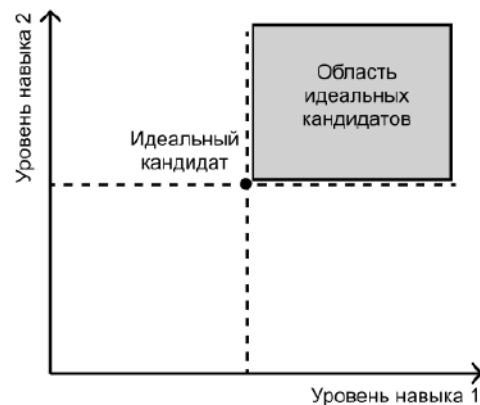 Уровень навыка 2
Область
идеальных
кандидатов
Идеальный
кандидат
Уровень навыка 1